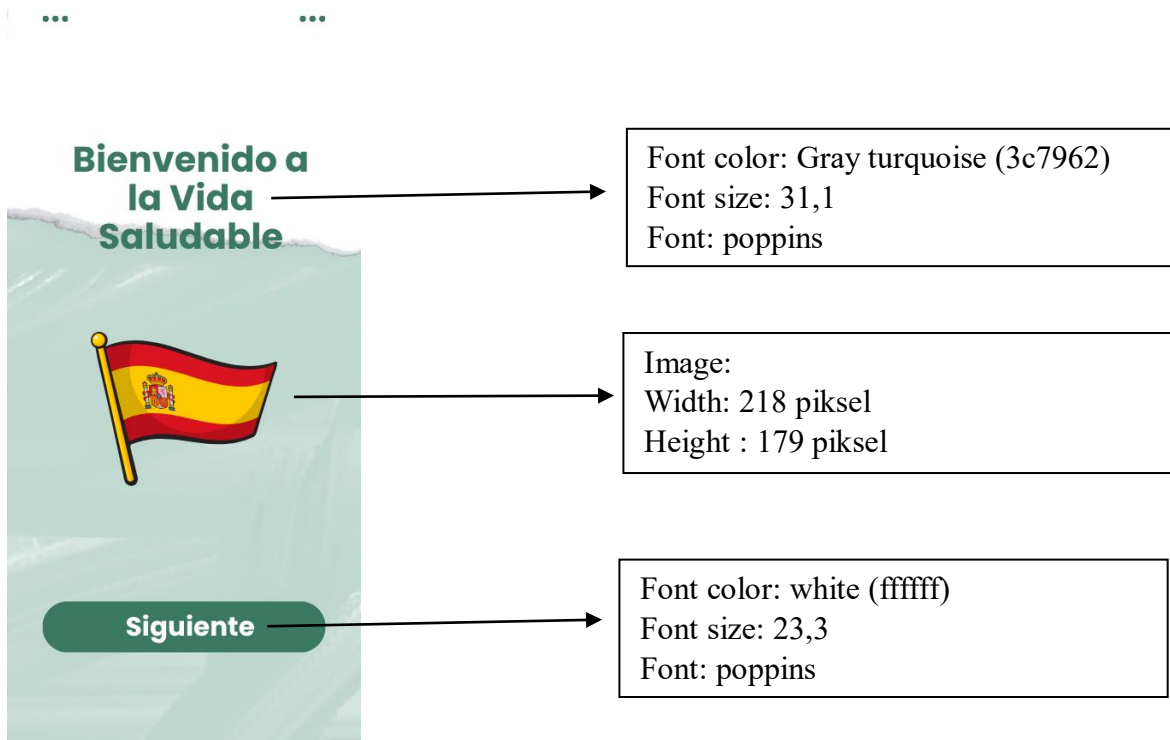 Bienvenido a
la Vida
Saludable
Siguiente
Font color: Gray turquoise (3c7962)
Font size: 31,1
Font: poppins
Image:
Width: 218 piksel
Height : 179 piksel
Font color: white (ffffff)
Font size: 23,3
Font: poppins